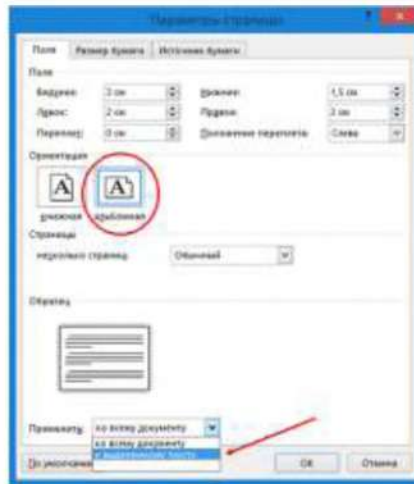 Параметры страницы
Поля Размер бумаги Источник бумаги
Поля
Верхнее: 3 см Нижнее: 1,5 см
Левое: 2 см Правое: 2 см
Переплет: 0 см Положение переплета: Слева
Ориентация
книжная альбомная
Страницы
несколько страниц: Обычный
Образец
Применить: ко всему документу
ко всему документу
к выделенному тексту
По умолчанию ОК Отмена